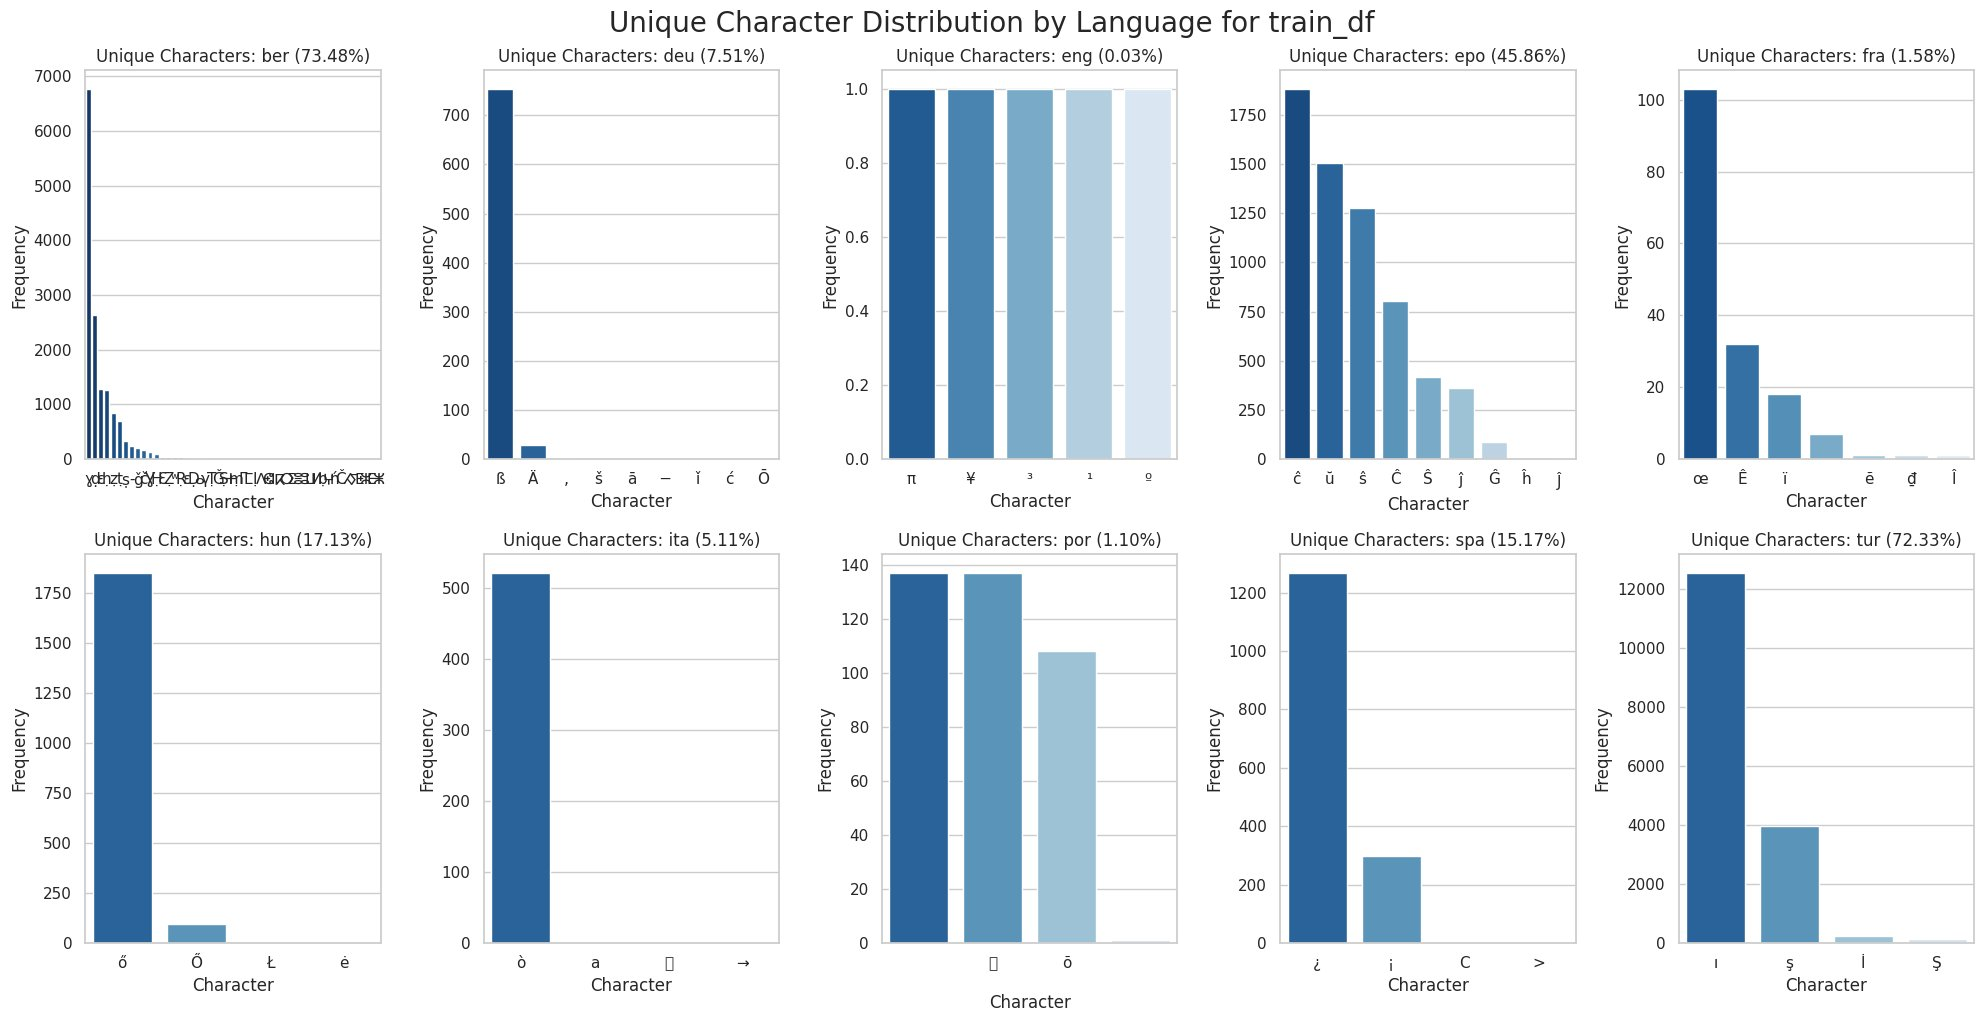 Unique Character Distribution by Language for train_df
Unique Characters: ber (73.48%)
7000
6000
5000
4000
3000
2000
1000
0
Frequency
Character
Unique Characters: deu (7.51%)
700
600
500
400
300
200
100
0
Frequency
ß Ä ‚ š ā − ï ć Ō
Character
Unique Characters: eng (0.03%)
1.0
0.8
0.6
0.4
0.2
0.0
Frequency
π ¥ ³ ¹ º
Character
Unique Characters: epo (45.86%)
1750
1500
1250
1000
750
500
250
0
Frequency
ĉ ŭ ŝ Ĉ Ŝ ĵ Ĝ ĥ Ĵ
Character
Unique Characters: fra (1.58%)
100
80
60
40
20
0
Frequency
œ Ê ï ē ₫ Î
Character
Unique Characters: hun (17.13%)
1750
1500
1250
1000
750
500
250
0
Frequency
ő Ő Ł ė
Character
Unique Characters: ita (5.11%)
500
400
300
200
100
0
Frequency
ò а →
Character
Unique Characters: por (1.10%)
140
120
100
80
60
40
20
0
Frequency
õ
Character
Unique Characters: spa (15.17%)
1200
1000
800
600
400
200
0
Frequency
¿ ¡ С >
Character
Unique Characters: tur (72.33%)
12000
10000
8000
6000
4000
2000
0
Frequency
ı ş İ Ş
Character